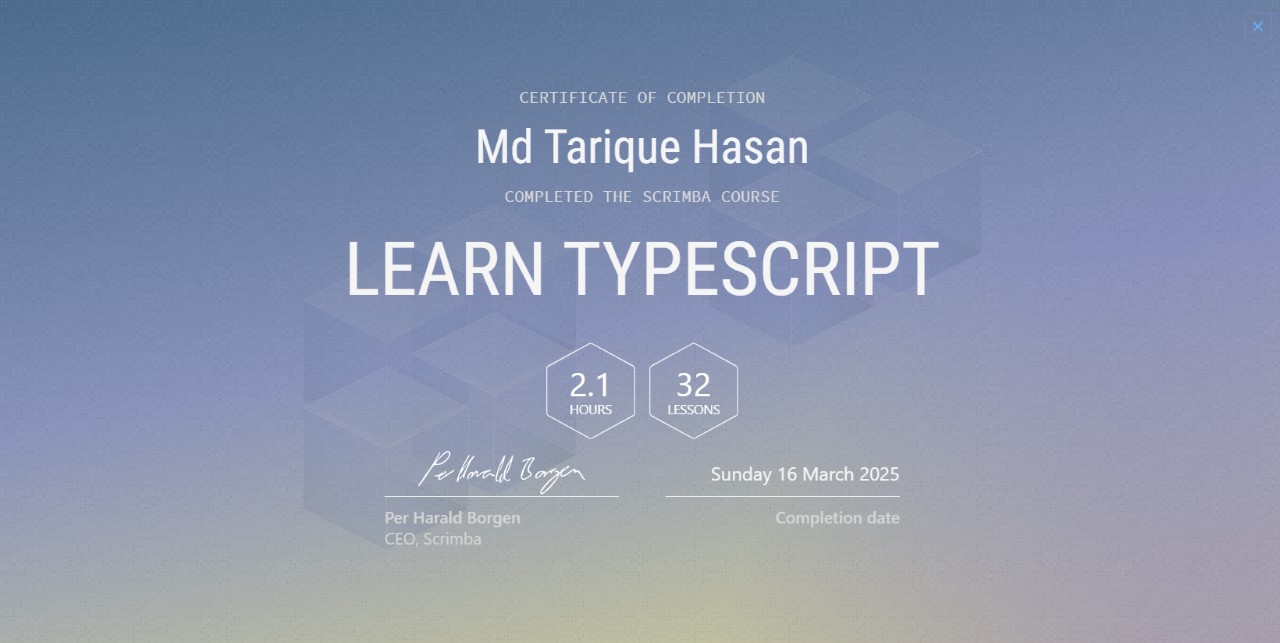 CERTIFICATE OF COMPLETION
Md Tarique Hasan
COMPLETED THE SCRIMBA COURSE
LEARN TYPESCRIPT
2.1
HOURS
32
LESSONS
Per Harald Borgen
Sunday 16 March 2025
Per Harald Borgen
CEO, Scrimba
Completion date